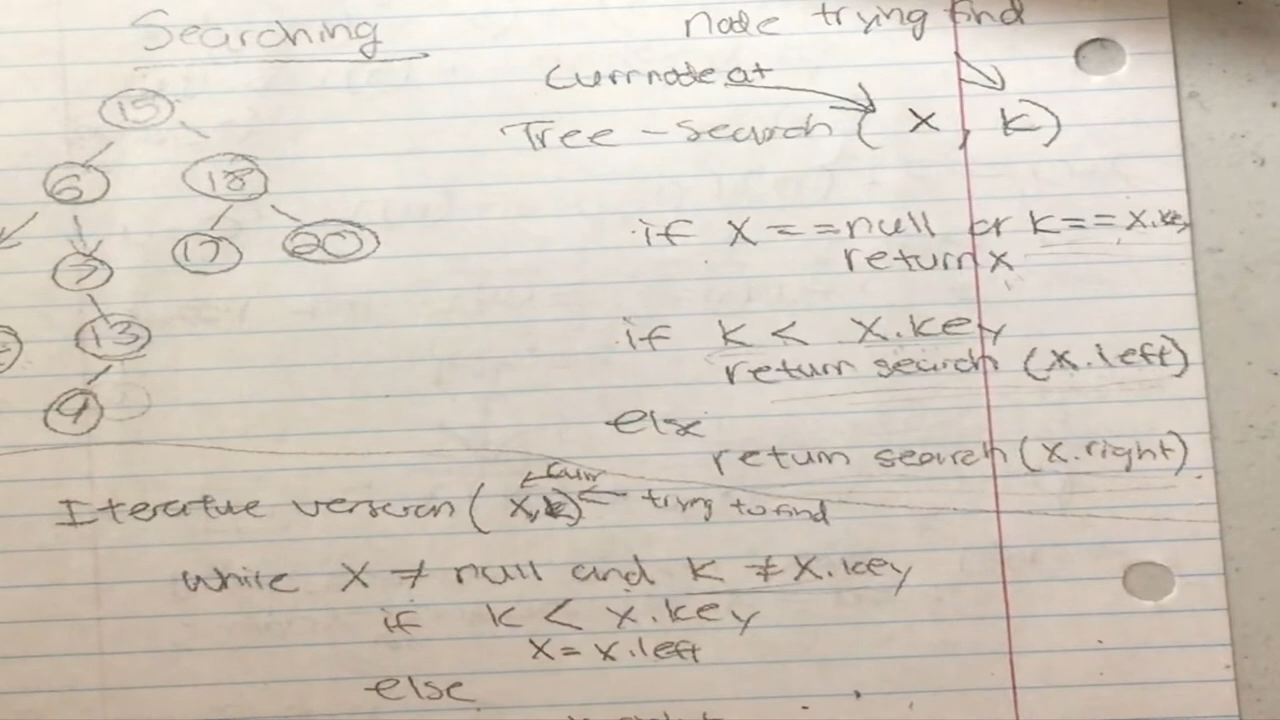 Searching
node trying find
Curr node at
Tree - search ( x , k )
15
6
18
7
17
20
13
9
if x == null or k == x.key
return x
if k < x.key
return search (x.left)
else
return search (x.right)
← curr
Iterative version ( x, k ) ← trying to find
while x ≠ null and k ≠ x.key
if k < x.key
x = x.left
else